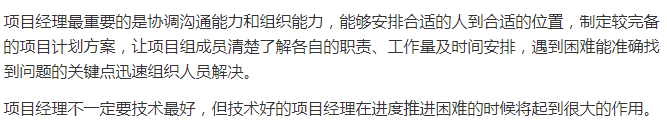 项目经理最重要的是协调沟通能力和组织能力，能够安排合适的人到合适的位置，制定较完备
的项目计划方案，让项目组成员清楚了解各自的职责、工作量及时间安排，遇到困难能准确找
到问题的关键点迅速组织人员解决。
项目经理不一定要技术最好，但技术好的项目经理在进度推进困难的时候将起到很大的作用。